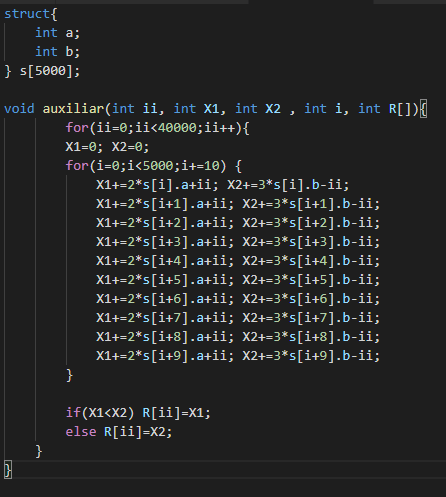 struct{
    int a;
    int b;
} s[5000];

void auxiliar(int ii, int X1, int X2 , int i, int R[]){
        for(ii=0;ii<40000;ii++){
        X1=0; X2=0;
        for(i=0;i<5000;i+=10) {
            X1+=2*s[i].a+ii; X2+=3*s[i].b-ii;
            X1+=2*s[i+1].a+ii; X2+=3*s[i+1].b-ii;
            X1+=2*s[i+2].a+ii; X2+=3*s[i+2].b-ii;
            X1+=2*s[i+3].a+ii; X2+=3*s[i+3].b-ii;
            X1+=2*s[i+4].a+ii; X2+=3*s[i+4].b-ii;
            X1+=2*s[i+5].a+ii; X2+=3*s[i+5].b-ii;
            X1+=2*s[i+6].a+ii; X2+=3*s[i+6].b-ii;
            X1+=2*s[i+7].a+ii; X2+=3*s[i+7].b-ii;
            X1+=2*s[i+8].a+ii; X2+=3*s[i+8].b-ii;
            X1+=2*s[i+9].a+ii; X2+=3*s[i+9].b-ii;
        }

        if(X1<X2) R[ii]=X1;
        else R[ii]=X2;
    }
}